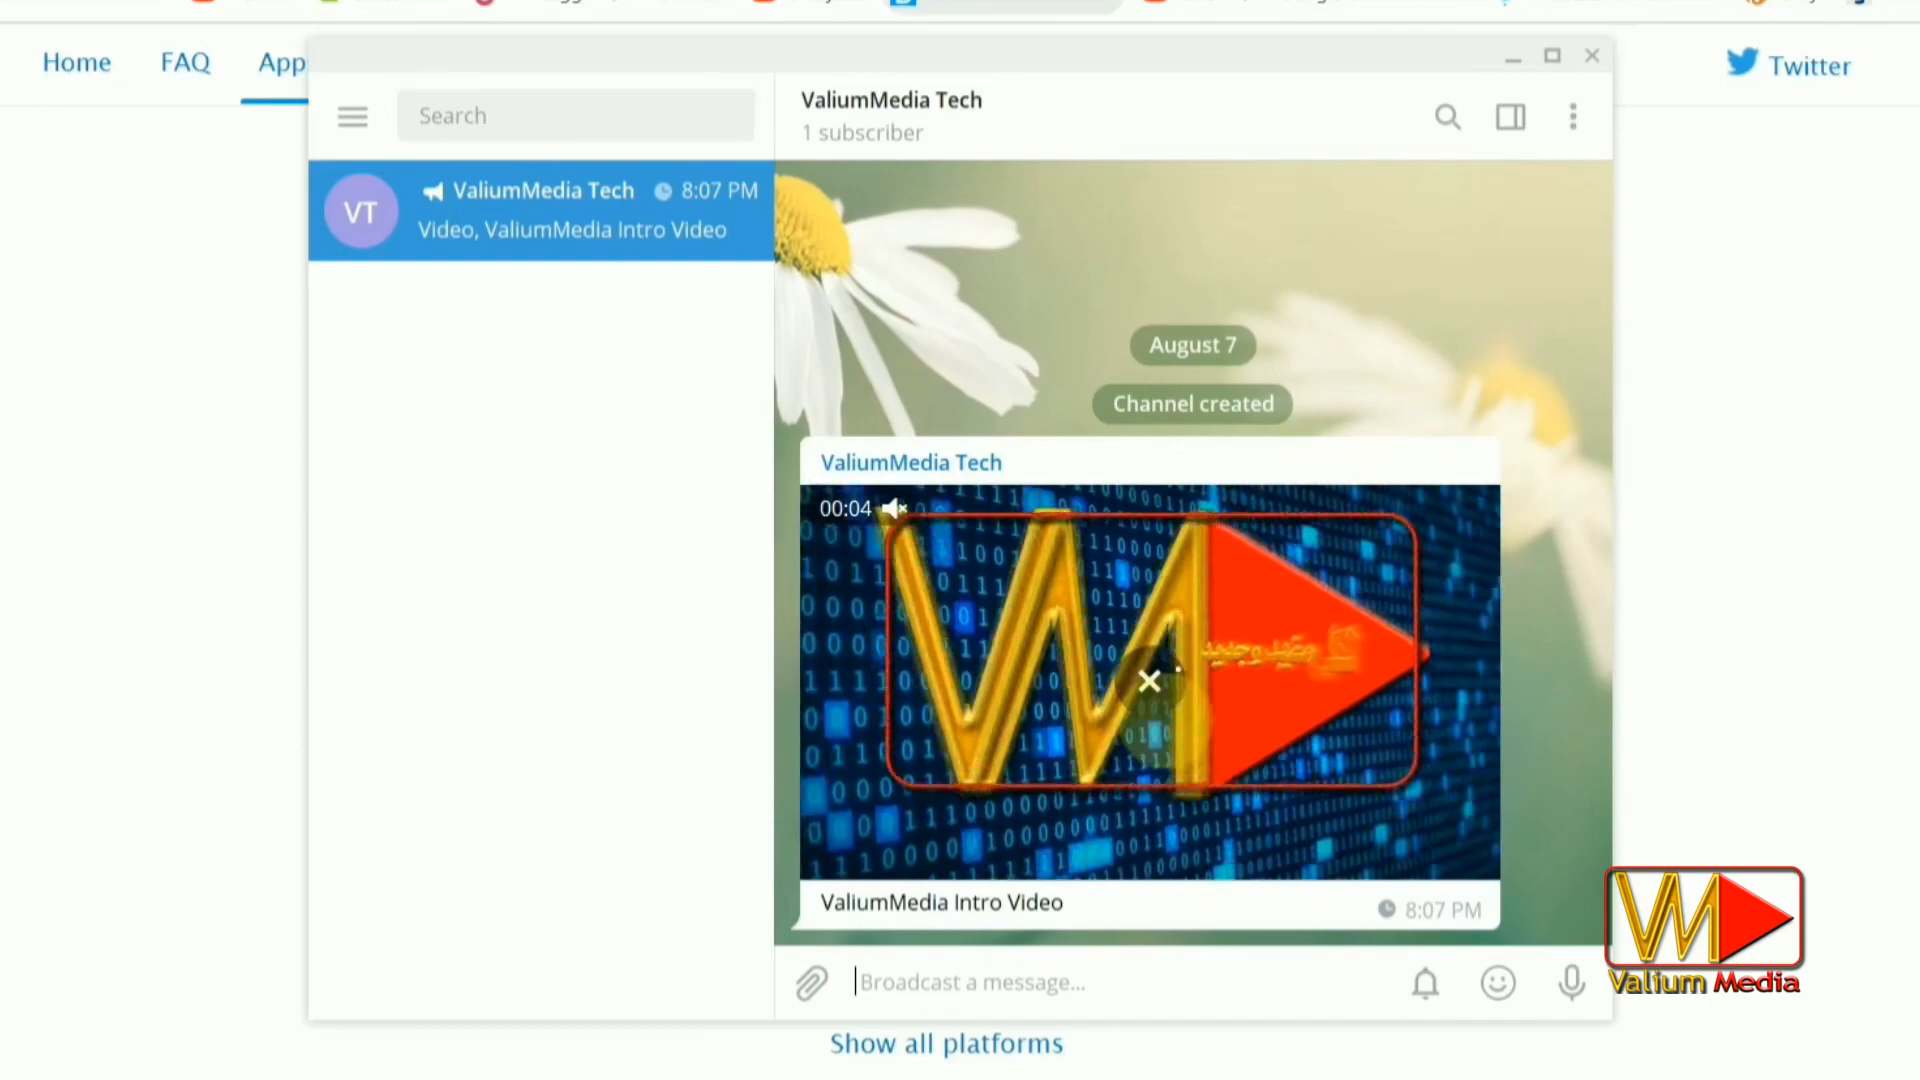 Home
FAQ
App
Twitter
Search
ValiumMedia Tech
1 subscriber
VT
ValiumMedia Tech
8:07 PM
Video, ValiumMedia Intro Video
August 7
Channel created
ValiumMedia Tech
00:04
VM
ValiumMedia Intro Video
8:07 PM
Broadcast a message...
VM
Valium Media
Show all platforms